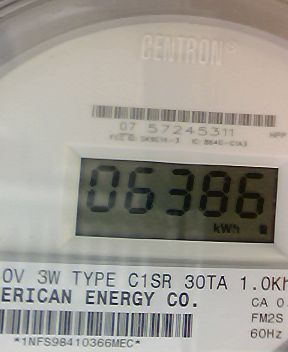 CENTRON®
07 57245311
06386
kWh
0V 3W TYPE C1SR 30TA 1.0Kh
ERICAN ENERGY CO.
CA 0
FM2S
60Hz
*1NFS98410366MEC*